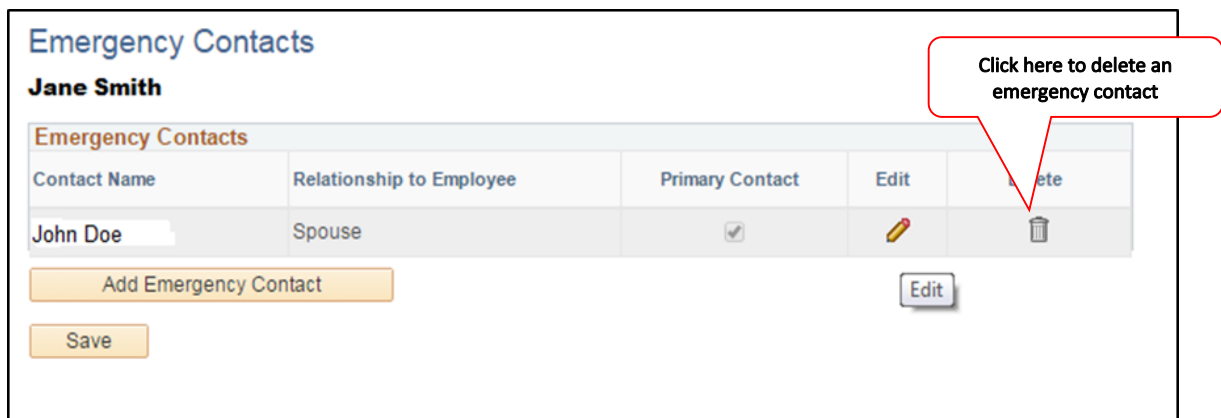 Emergency Contacts
Jane Smith
Click here to delete an
emergency contact
Emergency Contacts
Contact Name Relationship to Employee Primary Contact Edit
John Doe Spouse
Add Emergency Contact
Edit
Save